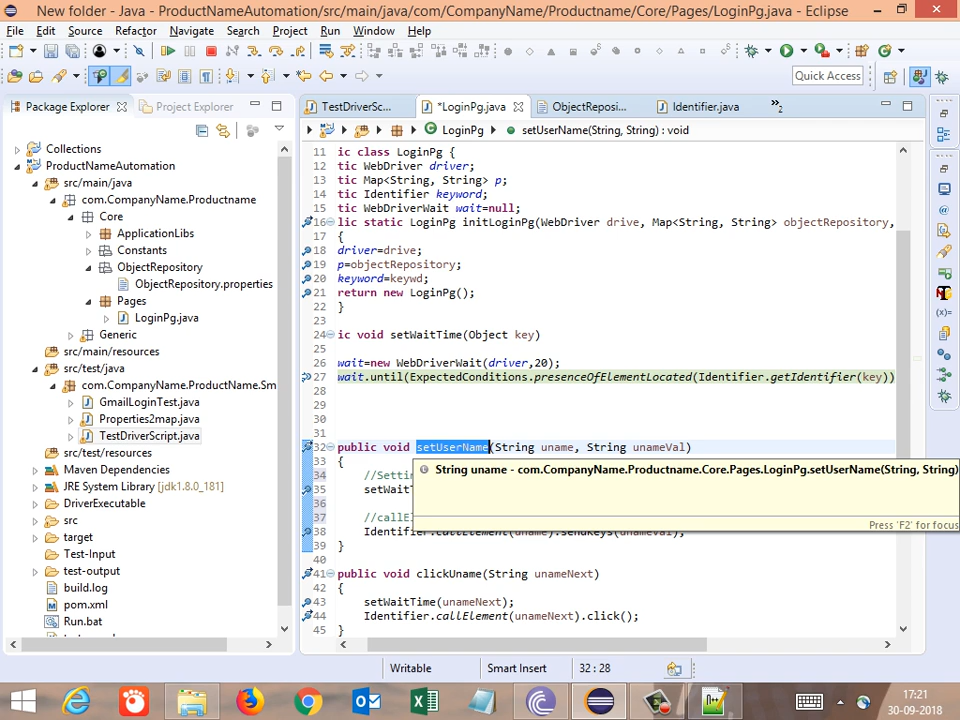 New folder - Java - ProductNameAutomation/src/main/java/com/CompanyName/Productname/Core/Pages/LoginPg.java - Eclipse
File Edit Source Refactor Navigate Search Project Run Window Help
Quick Access
Package Explorer Project Explorer
TestDriverSc... *LoginPg.java ObjectReposi... Identifier.java »2
LoginPg setUserName(String, String) : void
Collections
ProductNameAutomation
src/main/java
com.CompanyName.Productname
Core
ApplicationLibs
Constants
ObjectRepository
ObjectRepository.properties
Pages
LoginPg.java
Generic
src/main/resources
src/test/java
com.CompanyName.ProductName.Sm
GmailLoginTest.java
Properties2map.java
TestDriverScript.java
src/test/resources
Maven Dependencies
JRE System Library [jdk1.8.0_181]
DriverExecutable
src
target
Test-Input
test-output
build.log
pom.xml
Run.bat
11 ic class LoginPg {
12 tic WebDriver driver;
13 tic Map<String, String> p;
14 tic Identifier keyword;
15 tic WebDriverWait wait=null;
16 lic static LoginPg initLoginPg(WebDriver drive, Map<String, String> objectRepository,
17 {
18 driver=drive;
19 p=objectRepository;
20 keyword=keywd;
21 return new LoginPg();
22 }
23
24 ic void setWaitTime(Object key)
25
26 wait=new WebDriverWait(driver,20);
27 wait.until(ExpectedConditions.presenceOfElementLocated(Identifier.getIdentifier(key))
28
29
30
31
32 public void setUserName(String uname, String unameVal)
33 {
34 //Settin
35 setWaitT
36
37 //callEl
38 Identifier.callElement(uname).sendKeys(unameVal);
39 }
40
41 public void clickUname(String unameNext)
42 {
43 setWaitTime(unameNext);
44 Identifier.callElement(unameNext).click();
45 }
String uname - com.CompanyName.Productname.Core.Pages.LoginPg.setUserName(String, String)
Press 'F2' for focus
Writable Smart Insert 32 : 28
17:21
30-09-2018